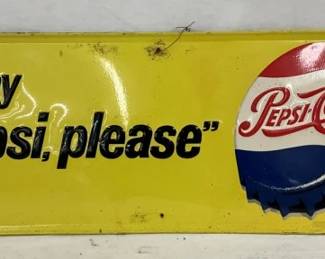 y
psi, please"
PEPSI-C